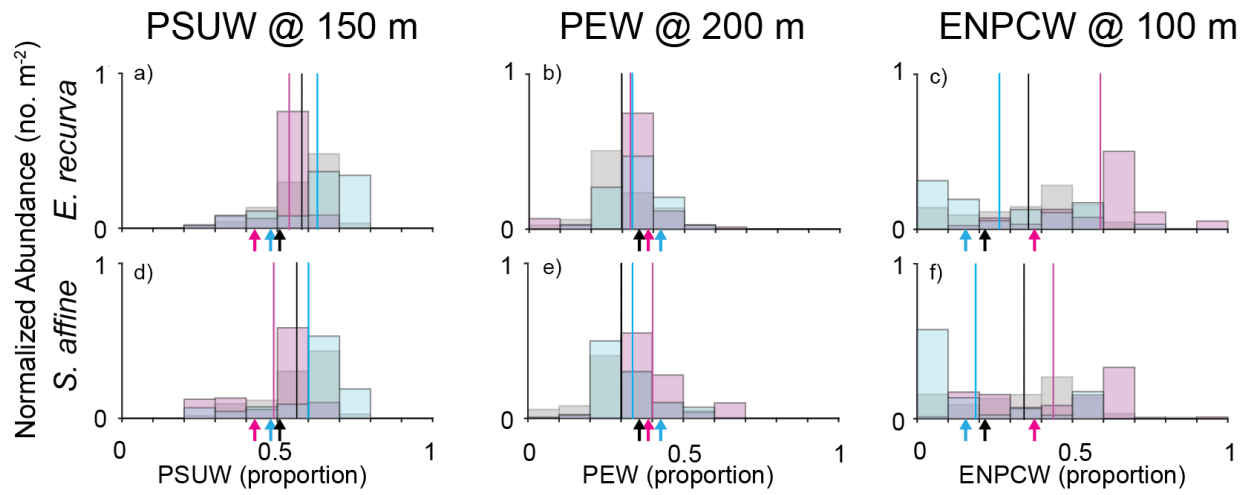 PSUW @ 150 m PEW @ 200 m ENPCW @ 100 m
Normalized Abundance (no. m⁻²)
E. recurva
1 a) 1 b) 1 c)
0 0 0
S. affine
1 d) 1 e) 1 f)
0 0 0
0 0.5 1 0 0.5 1 0 0.5 1
PSUW (proportion) PEW (proportion) ENPCW (proportion)